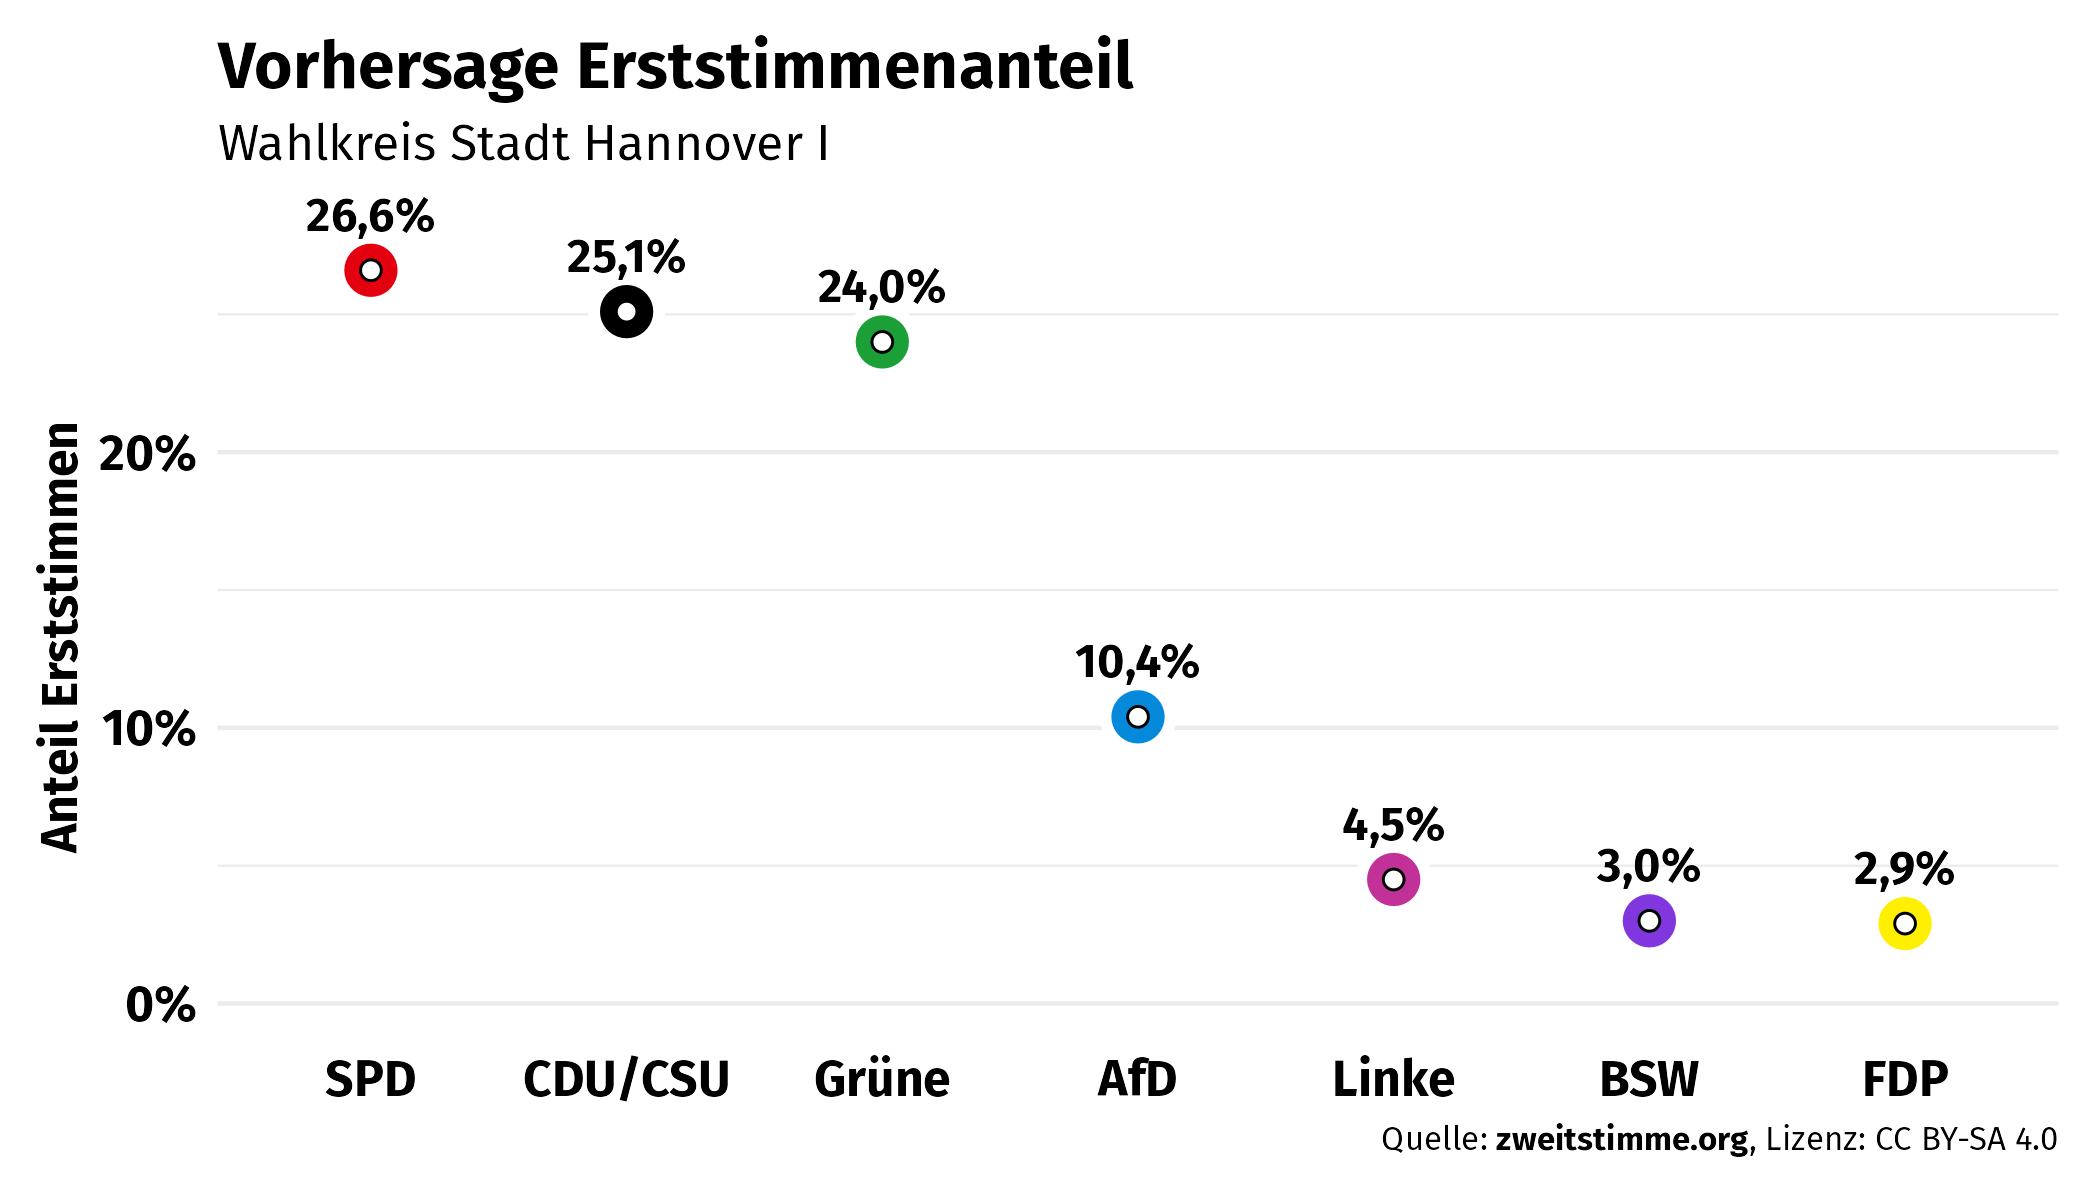 Vorhersage Erststimmenanteil
Wahlkreis Stadt Hannover I
26,6%
25,1%
24,0%
20%
10,4%
10%
4,5%
3,0%
2,9%
0%
Anteil Erststimmen
SPD CDU/CSU Grüne AfD Linke BSW FDP
Quelle: zweitstimme.org, Lizenz: CC BY-SA 4.0